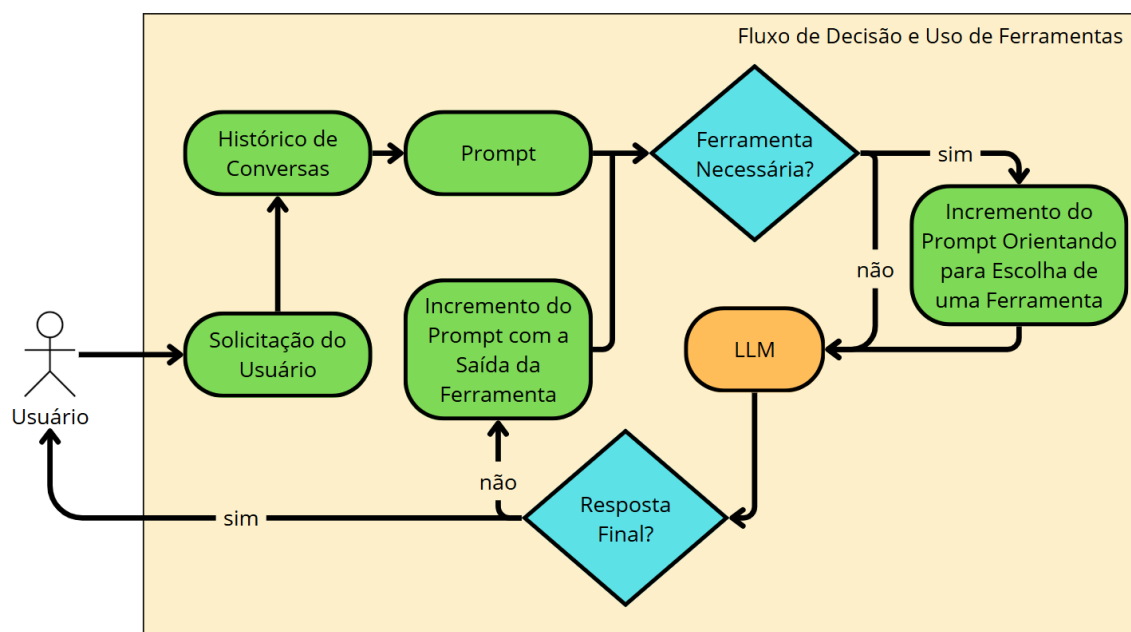 Fluxo de Decisão e Uso de Ferramentas
Histórico de
Conversas
Prompt
Ferramenta
Necessária?
sim
Incremento do
Prompt Orientando
para Escolha de
uma Ferramenta
não
Usuário
Solicitação do
Usuário
Incremento do
Prompt com a
Saída da
Ferramenta
LLM
não
Resposta
Final?
sim